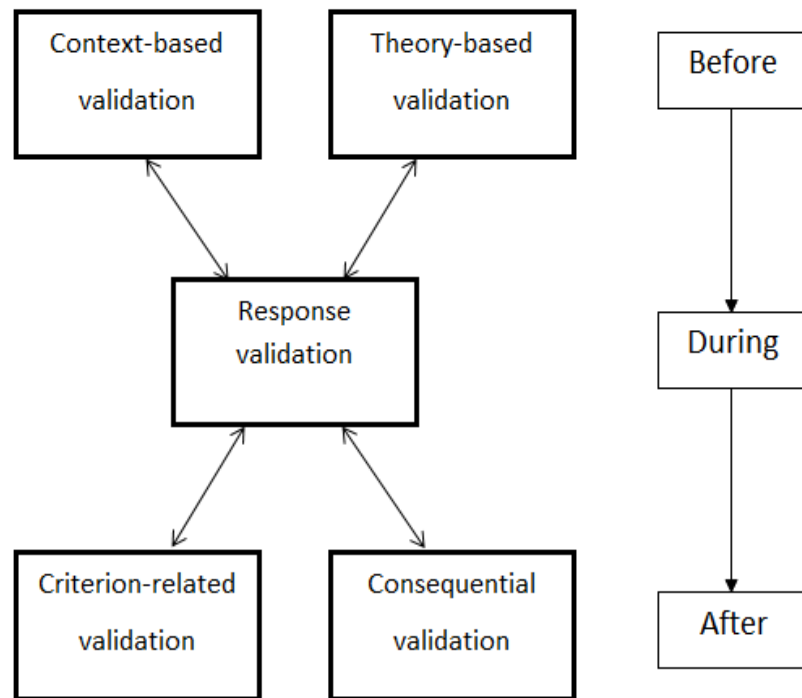 Context-based
validation
Theory-based
validation
Before
Response
validation
During
Criterion-related
validation
Consequential
validation
After